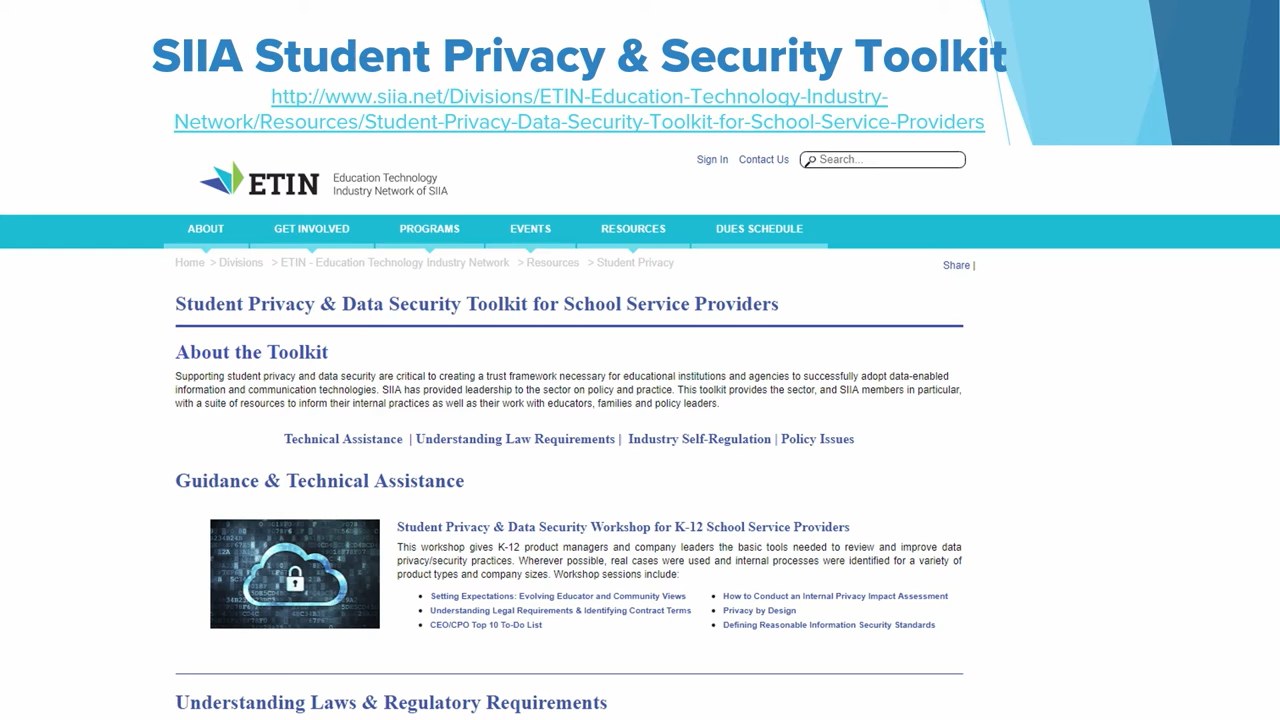 SIIA Student Privacy & Security Toolkit
http://www.siia.net/Divisions/ETIN-Education-Technology-Industry-
Network/Resources/Student-Privacy-Data-Security-Toolkit-for-School-Service-Providers
Sign In Contact Us Search...
ETIN Education Technology
Industry Network of SIIA
ABOUT GET INVOLVED PROGRAMS EVENTS RESOURCES DUES SCHEDULE
Home > Divisions > ETIN - Education Technology Industry Network > Resources > Student Privacy
Share |
Student Privacy & Data Security Toolkit for School Service Providers
About the Toolkit
Supporting student privacy and data security are critical to creating a trust framework necessary for educational institutions and agencies to successfully adopt data-enabled
information and communication technologies. SIIA has provided leadership to the sector on policy and practice. This toolkit provides the sector, and SIIA members in particular,
with a suite of resources to inform their internal practices as well as their work with educators, families and policy leaders.
Technical Assistance | Understanding Law Requirements | Industry Self-Regulation | Policy Issues
Guidance & Technical Assistance
Student Privacy & Data Security Workshop for K-12 School Service Providers
This workshop gives K-12 product managers and company leaders the basic tools needed to review and improve data
privacy/security practices. Wherever possible, real cases were used and internal processes were identified for a variety of
product types and company sizes. Workshop sessions include:
• Setting Expectations: Evolving Educator and Community Views
• Understanding Legal Requirements & Identifying Contract Terms
• CEO/CPO Top 10 To-Do List
• How to Conduct an Internal Privacy Impact Assessment
• Privacy by Design
• Defining Reasonable Information Security Standards
Understanding Laws & Regulatory Requirements